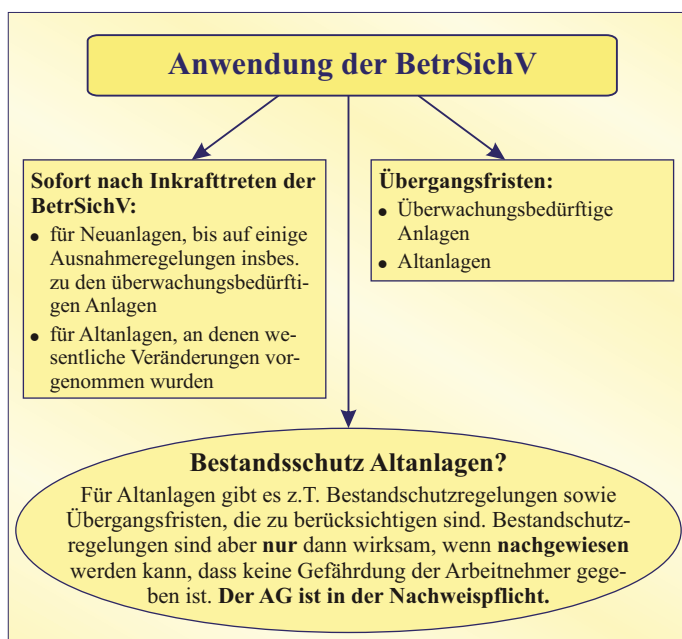 Anwendung der BetrSichV
Sofort nach Inkrafttreten der
BetrSichV:
• für Neuanlagen, bis auf einige
Ausnahmeregelungen insbes.
zu den überwachungsbedürfti-
gen Anlagen
• für Altanlagen, an denen we-
sentliche Veränderungen vor-
genommen wurden
Übergangsfristen:
• Überwachungsbedürftige
Anlagen
• Altanlagen
Bestandsschutz Altanlagen?
Für Altanlagen gibt es z.T. Bestandschutzregelungen sowie
Übergangsfristen, die zu berücksichtigen sind. Bestandschutz-
regelungen sind aber nur dann wirksam, wenn nachgewiesen
werden kann, dass keine Gefährdung der Arbeitnehmer gege-
ben ist. Der AG ist in der Nachweispflicht.